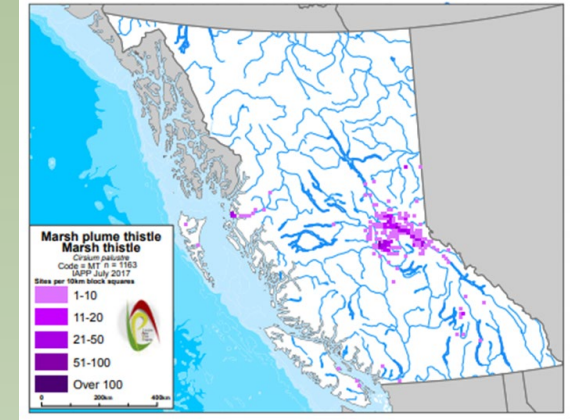 Marsh plume thistle
Marsh thistle
Cirsium palustre
Code = MT n = 1163
IAPP July 2017
Sites per 10km block squares
1-10
11-20
21-50
51-100
Over 100
0 200km 400km